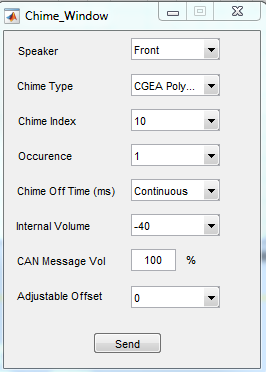 Chime_Window
Speaker Front
Chime Type CGEA Poly...
Chime Index 10
Occurence 1
Chime Off Time (ms) Continuous
Internal Volume -40
CAN Message Vol 100 %
Adjustable Offset 0
Send